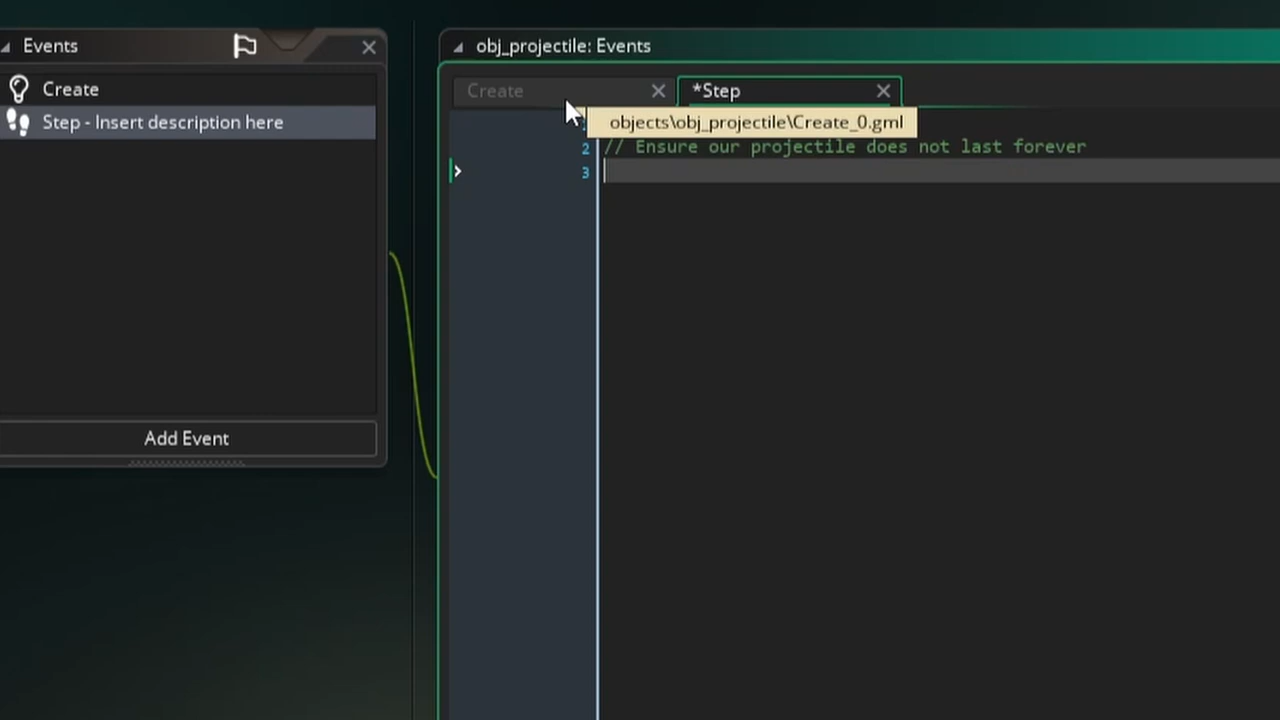 Events
Create
Step - Insert description here
Add Event
obj_projectile: Events
Create
*Step
objects\obj_projectile\Create_0.gml
2 // Ensure our projectile does not last forever
3